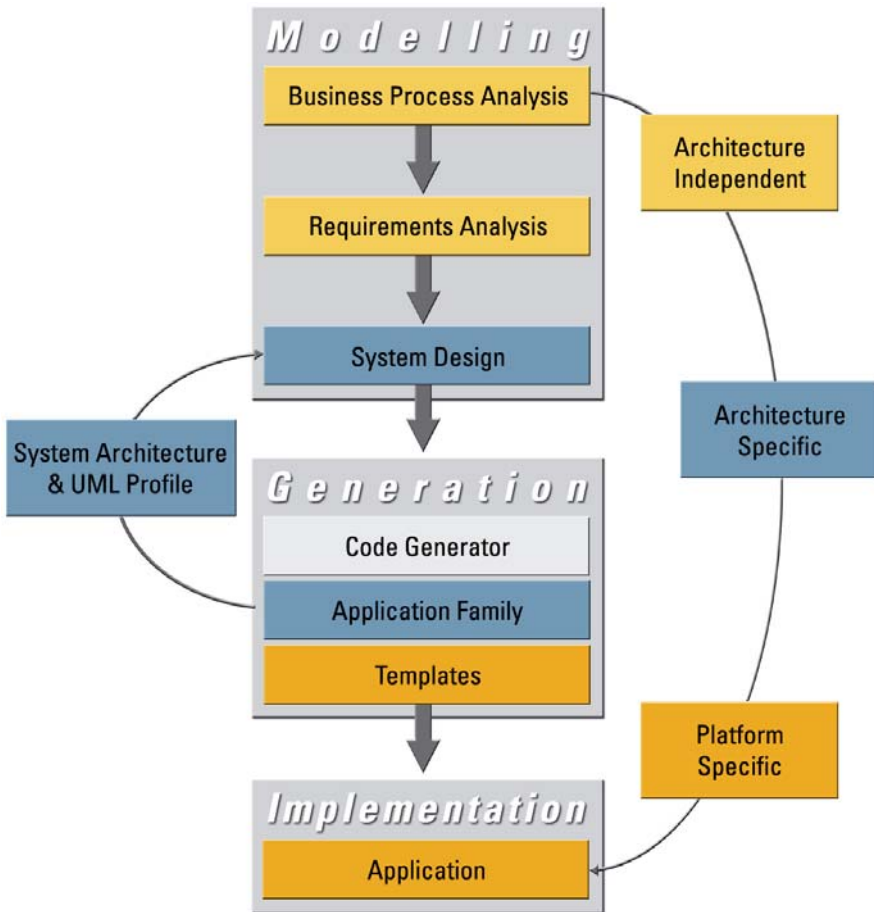 Modelling
Business Process Analysis
Architecture
Independent
Requirements Analysis
System Design
System Architecture
& UML Profile
Architecture
Specific
Generation
Code Generator
Application Family
Templates
Platform
Specific
Implementation
Application